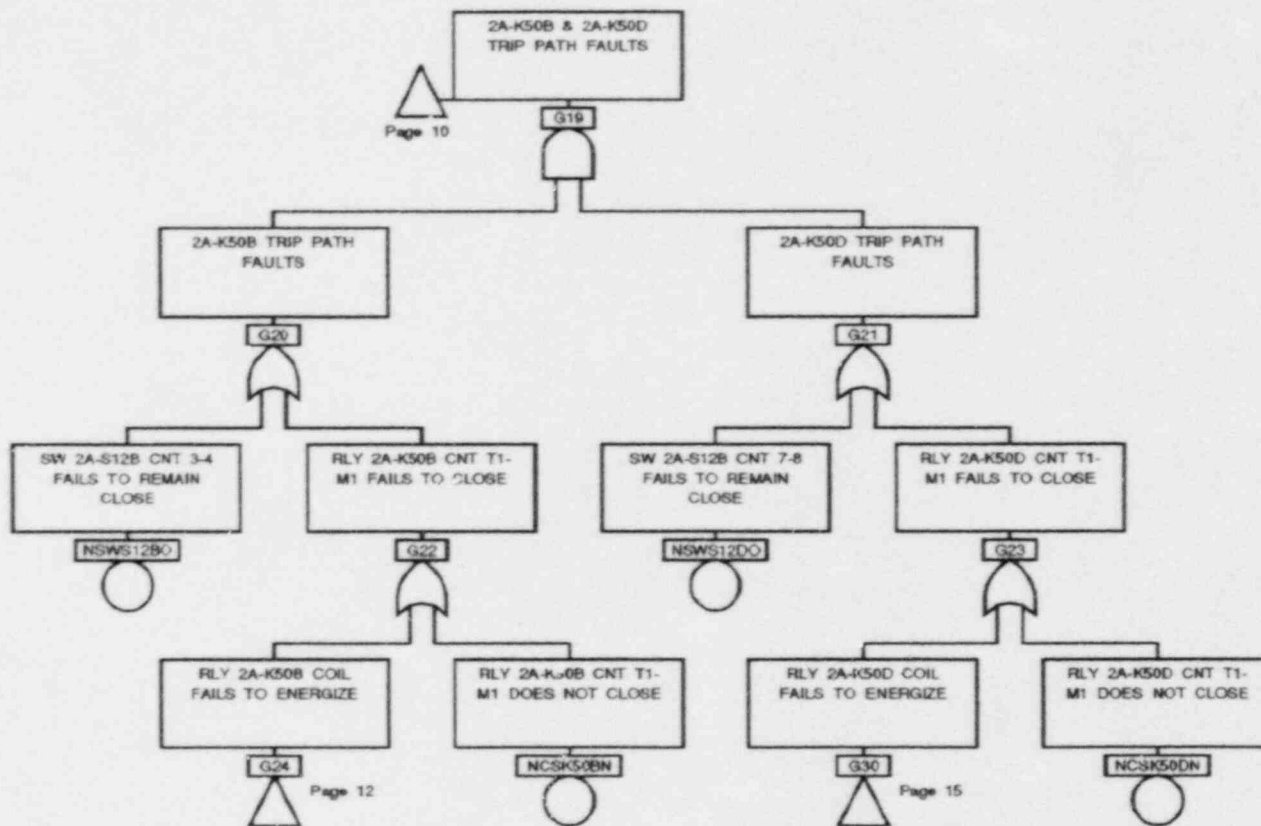 2A-K50B & 2A-K50D
TRIP PATH FAULTS
Page 10
G19
2A-K50B TRIP PATH
FAULTS
2A-K50D TRIP PATH
FAULTS
G20
G21
SW 2A-S12B CNT 3-4
FAILS TO REMAIN
CLOSE
RLY 2A-K50B CNT T1-
M1 FAILS TO CLOSE
SW 2A-S12B CNT 7-8
FAILS TO REMAIN
CLOSE
RLY 2A-K50D CNT T1-
M1 FAILS TO CLOSE
NSWS12BO
G22
NSWS12DO
G23
RLY 2A-K50B COIL
FAILS TO ENERGIZE
RLY 2A-K50B CNT T1-
M1 DOES NOT CLOSE
RLY 2A-K50D COIL
FAILS TO ENERGIZE
RLY 2A-K50D CNT T1-
M1 DOES NOT CLOSE
G24
Page 12
NCSK50BN
G30
Page 15
NCSK50DN